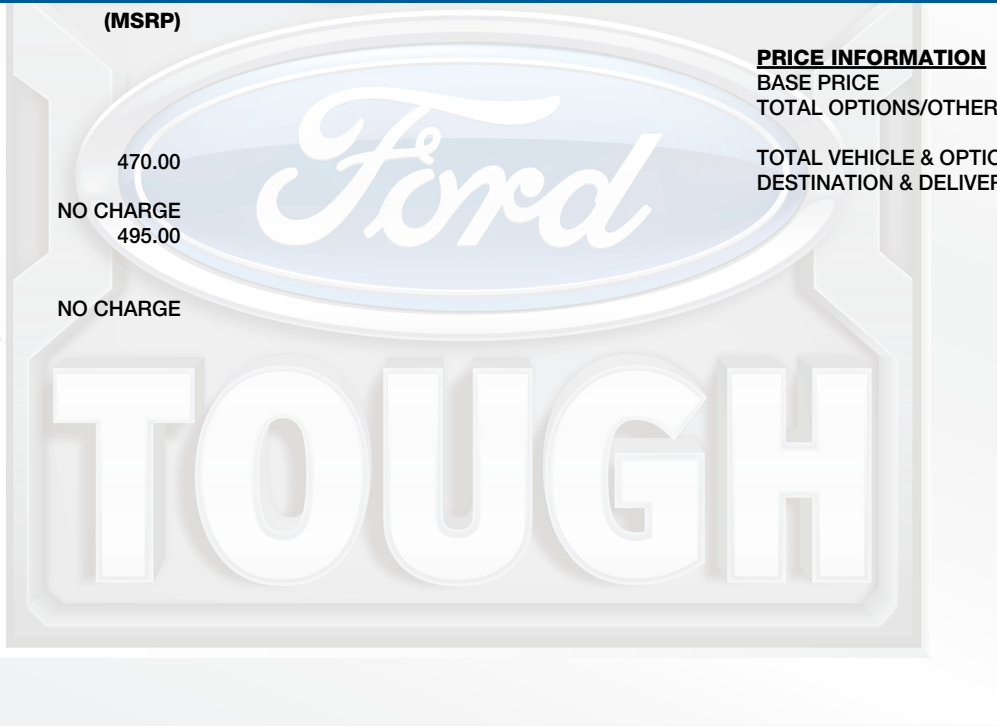 (MSRP)
470.00
NO CHARGE
495.00
NO CHARGE
PRICE INFORMATION
BASE PRICE
TOTAL OPTIONS/OTHER
TOTAL VEHICLE & OPTIO
DESTINATION & DELIVER
Ford
TOUGH